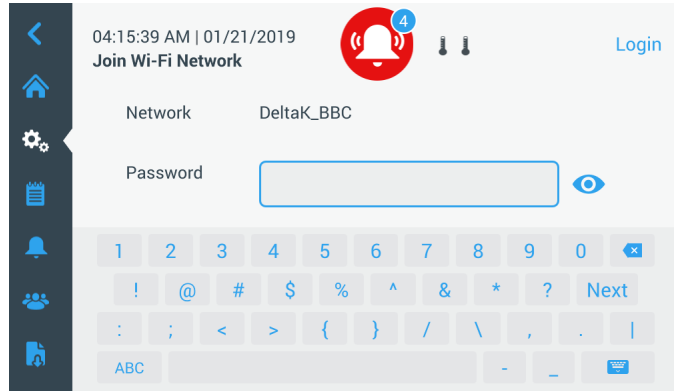 4
04:15:39 AM | 01/21/2019
Login
Join Wi-Fi Network
Network DeltaK_BBC
Password
1 2 3 4 5 6 7 8 9 0
! @ # $ % ^ & * ? Next
: ; < > { } / \ , . |
ABC - _